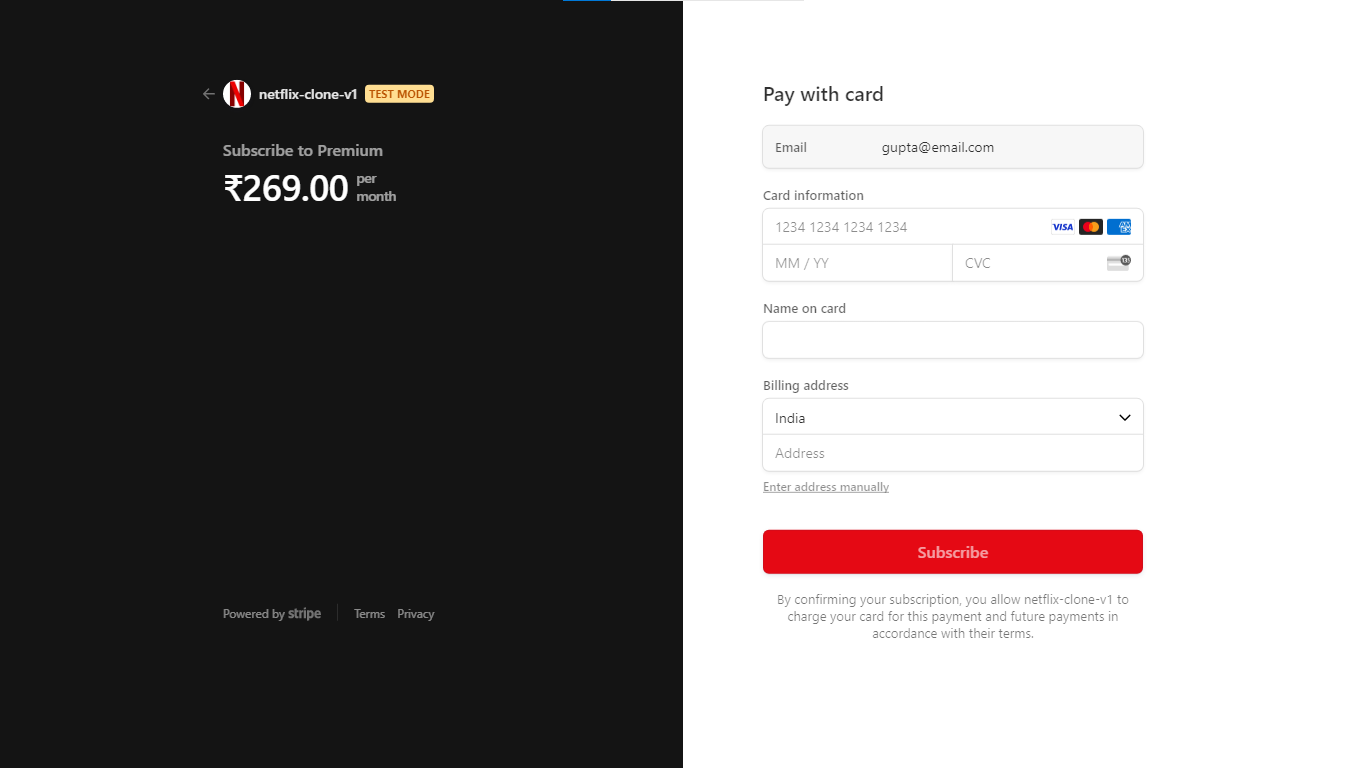 netflix-clone-v1 TEST MODE
Subscribe to Premium
₹269.00 per
month
Powered by stripe Terms Privacy
Pay with card
Email gupta@email.com
Card information
1234 1234 1234 1234 VISA AMEX
MM / YY CVC 135
Name on card
Billing address
India
Address
Enter address manually
Subscribe
By confirming your subscription, you allow netflix-clone-v1 to
charge your card for this payment and future payments in
accordance with their terms.